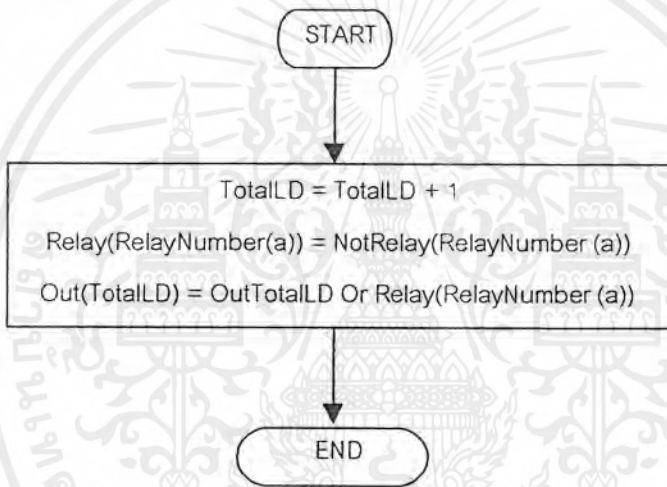 START
TotalLD = TotalLD + 1
Relay(RelayNumber(a)) = NotRelay(RelayNumber (a))
Out(TotalLD) = OutTotalLD Or Relay(RelayNumber (a))
END